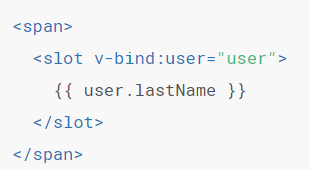 <span>
  <slot v-bind:user="user">
    {{ user.lastName }}
  </slot>
</span>